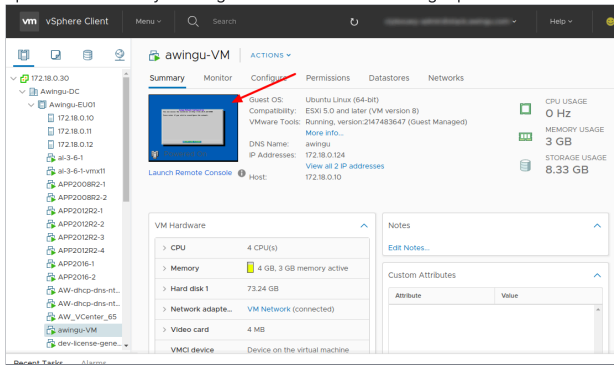 vm vSphere Client Menu Search Help
172.18.0.30
Awingu-DC
Awingu-EU01
172.18.0.10
172.18.0.11
172.18.0.12
al-3-6-1
al-3-6-1-vmx11
APP2008R2-1
APP2008R2-2
APP2012R2-1
APP2012R2-2
APP2012R2-3
APP2012R2-4
APP2016-1
APP2016-2
AW-dhcp-dns-nt...
AW-dhcp-dns-nt...
AW_VCenter_65
awingu-VM
dev-license-gene...
Recent Tasks Alarms
awingu-VM ACTIONS
Summary Monitor Configure Permissions Datastores Networks
Launch Remote Console
Guest OS: Ubuntu Linux (64-bit)
Compatibility: ESXi 5.0 and later (VM version 8)
VMware Tools: Running, version:2147483647 (Guest Managed)
More info...
DNS Name: awingu
IP Addresses: 172.18.0.124
View all 2 IP addresses
Host: 172.18.0.10
CPU USAGE
0 Hz
MEMORY USAGE
3 GB
STORAGE USAGE
8.33 GB
VM Hardware
> CPU 4 CPU(s)
> Memory 4 GB, 3 GB memory active
> Hard disk 1 73.24 GB
> Network adapte... VM Network (connected)
> Video card 4 MB
VMCI device Device on the virtual machine
Notes
Edit Notes...
Custom Attributes
Attribute Value